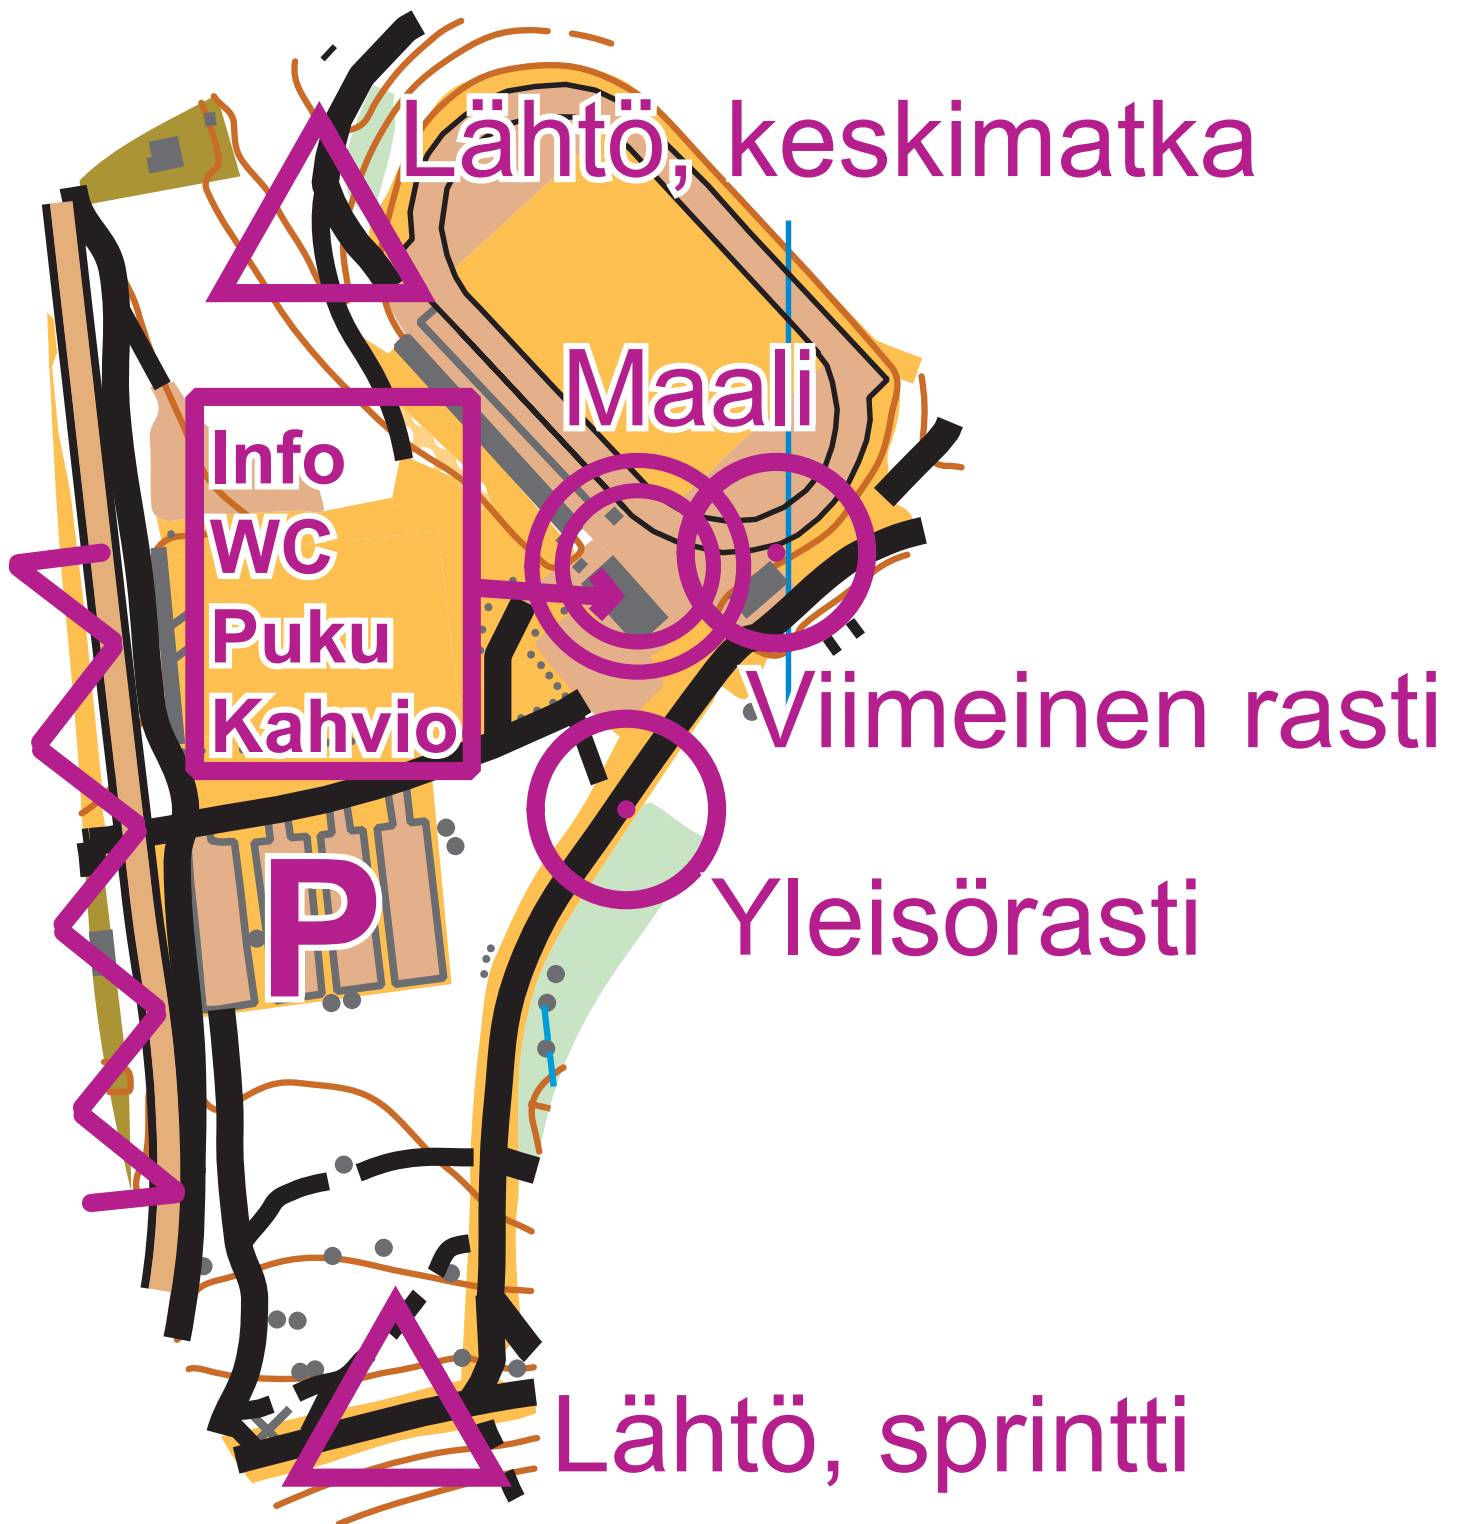 Lähtö, keskimatka
Maali
Info
WC
Puku
Kahvio
Viimeinen rasti
P
Yleisörasti
Lähtö, sprintti